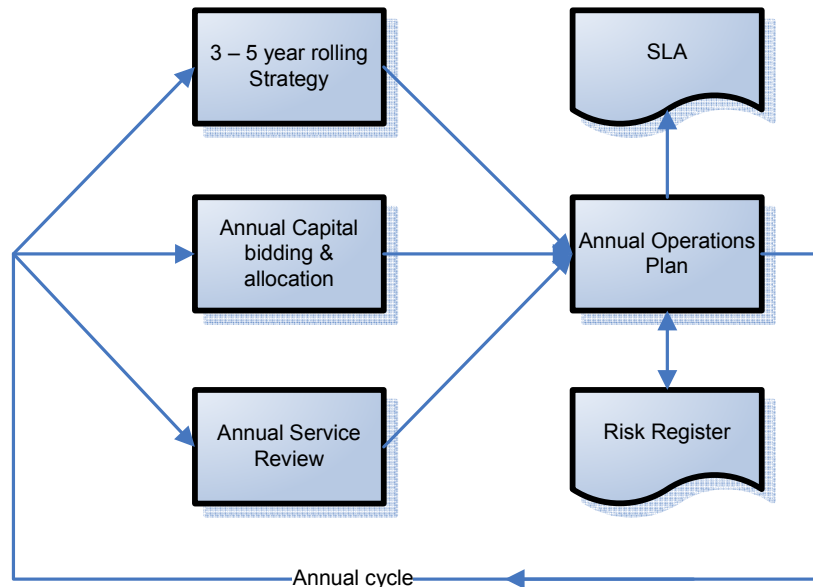 3 – 5 year rolling
Strategy
SLA
Annual Capital
bidding &
allocation
Annual Operations
Plan
Annual Service
Review
Risk Register
Annual cycle